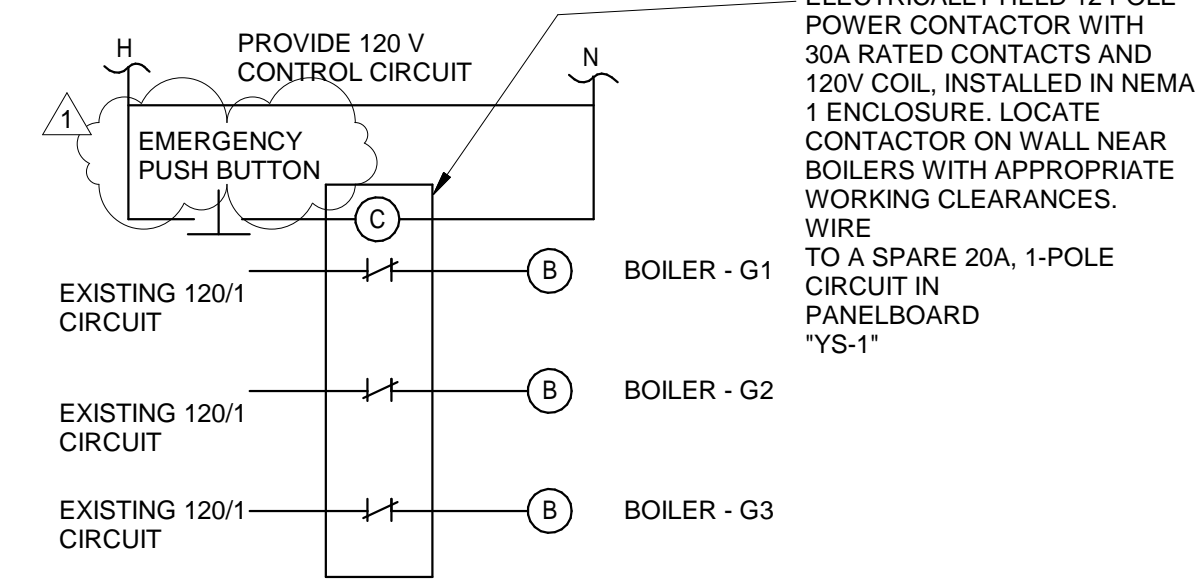 ELECTRICALLY HELD 12 POLE
POWER CONTACTOR WITH
30A RATED CONTACTS AND
120V COIL, INSTALLED IN NEMA
1 ENCLOSURE. LOCATE
CONTACTOR ON WALL NEAR
BOILERS WITH APPROPRIATE
WORKING CLEARANCES.
WIRE
TO A SPARE 20A, 1-POLE
CIRCUIT IN
PANELBOARD
"YS-1"
H
PROVIDE 120 V
CONTROL CIRCUIT
N
1
EMERGENCY
PUSH BUTTON
C
EXISTING 120/1
CIRCUIT
B
BOILER - G1
EXISTING 120/1
CIRCUIT
B
BOILER - G2
EXISTING 120/1
CIRCUIT
B
BOILER - G3